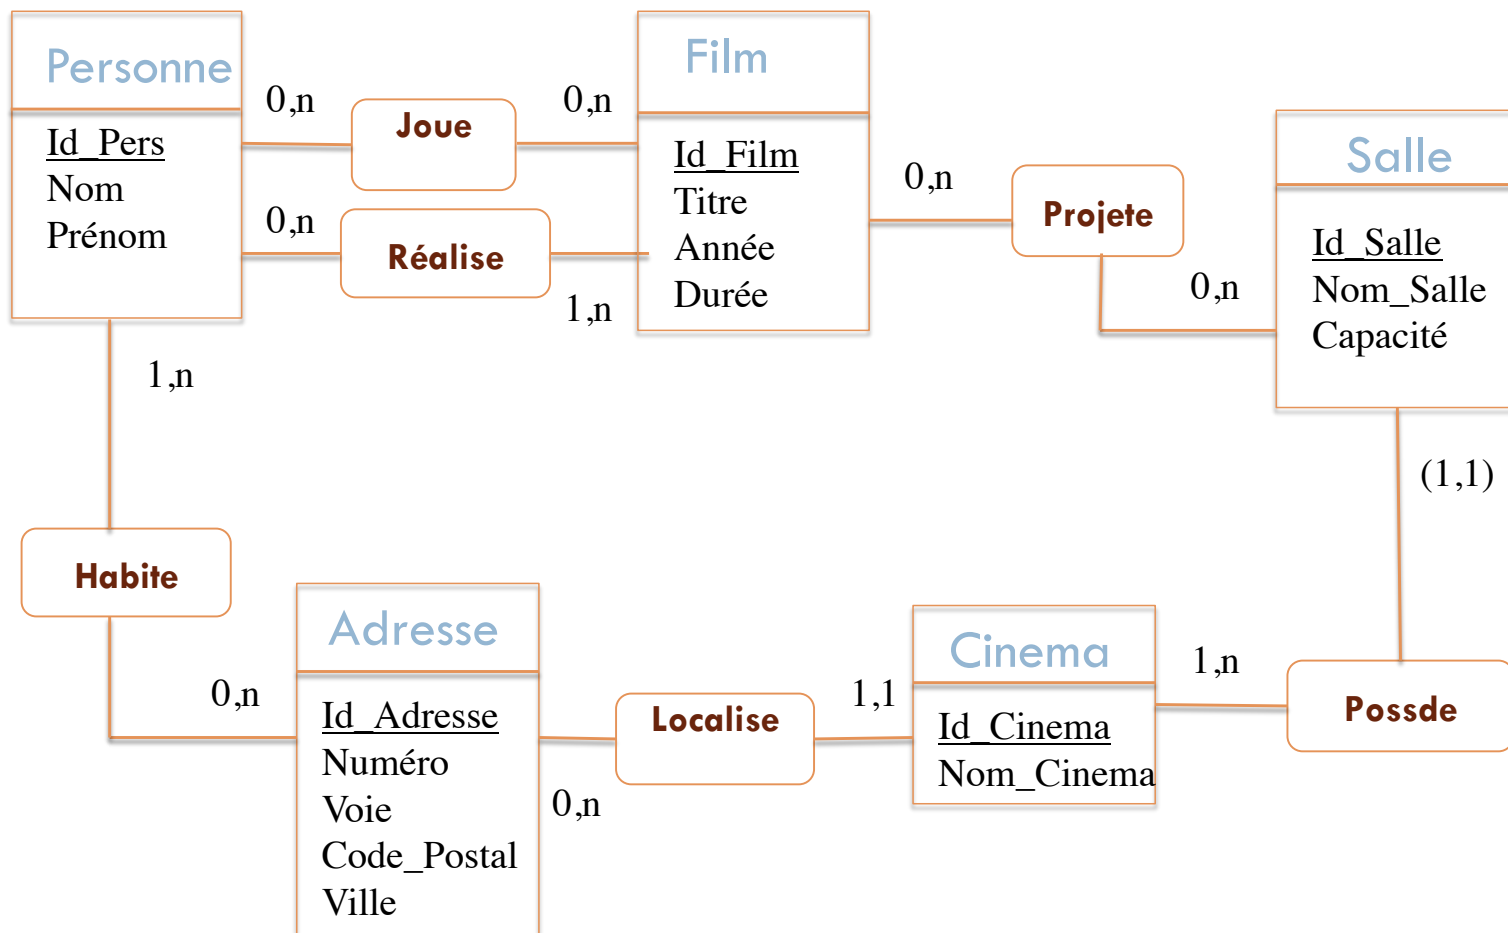 Personne
Id_Pers
Nom
Prénom
0,n
Joue
0,n
0,n
Réalise
1,n
Film
Id_Film
Titre
Année
Durée
0,n
Projete
0,n
Salle
Id_Salle
Nom_Salle
Capacité
1,n
(1,1)
Habite
0,n
Adresse
Id_Adresse
Numéro
Voie
Code_Postal
Ville
0,n
Localise
1,1
Cinema
Id_Cinema
Nom_Cinema
1,n
Possde